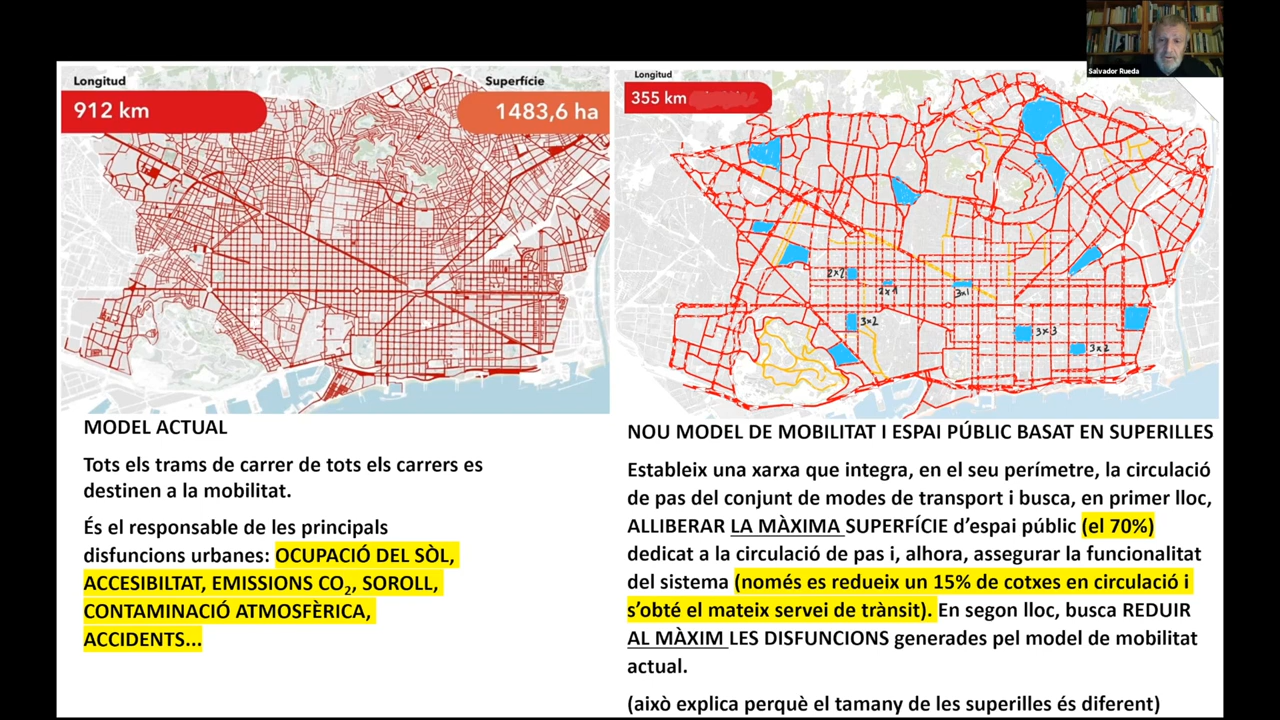 Salvador Rueda
Longitud
912 km
Superfície
1483,6 ha
MODEL ACTUAL
Tots els trams de carrer de tots els carrers es
destinen a la mobilitat.
És el responsable de les principals
disfuncions urbanes: OCUPACIÓ DEL SÒL,
ACCESIBILTAT, EMISSIONS CO2, SOROLL,
CONTAMINACIÓ ATMOSFÈRICA,
ACCIDENTS...
Longitud
355 km
2x2
2x1
3x1
3x2
3x3
3x2
NOU MODEL DE MOBILITAT I ESPAI PÚBLIC BASAT EN SUPERILLES
Estableix una xarxa que integra, en el seu perímetre, la circulació
de pas del conjunt de modes de transport i busca, en primer lloc,
ALLIBERAR LA MÀXIMA SUPERFÍCIE d'espai públic (el 70%)
dedicat a la circulació de pas i, alhora, assegurar la funcionalitat
del sistema (només es redueix un 15% de cotxes en circulació i
s'obté el mateix servei de trànsit). En segon lloc, busca REDUIR
AL MÀXIM LES DISFUNCIONS generades pel model de mobilitat
actual.
(això explica perquè el tamany de les superilles és diferent)